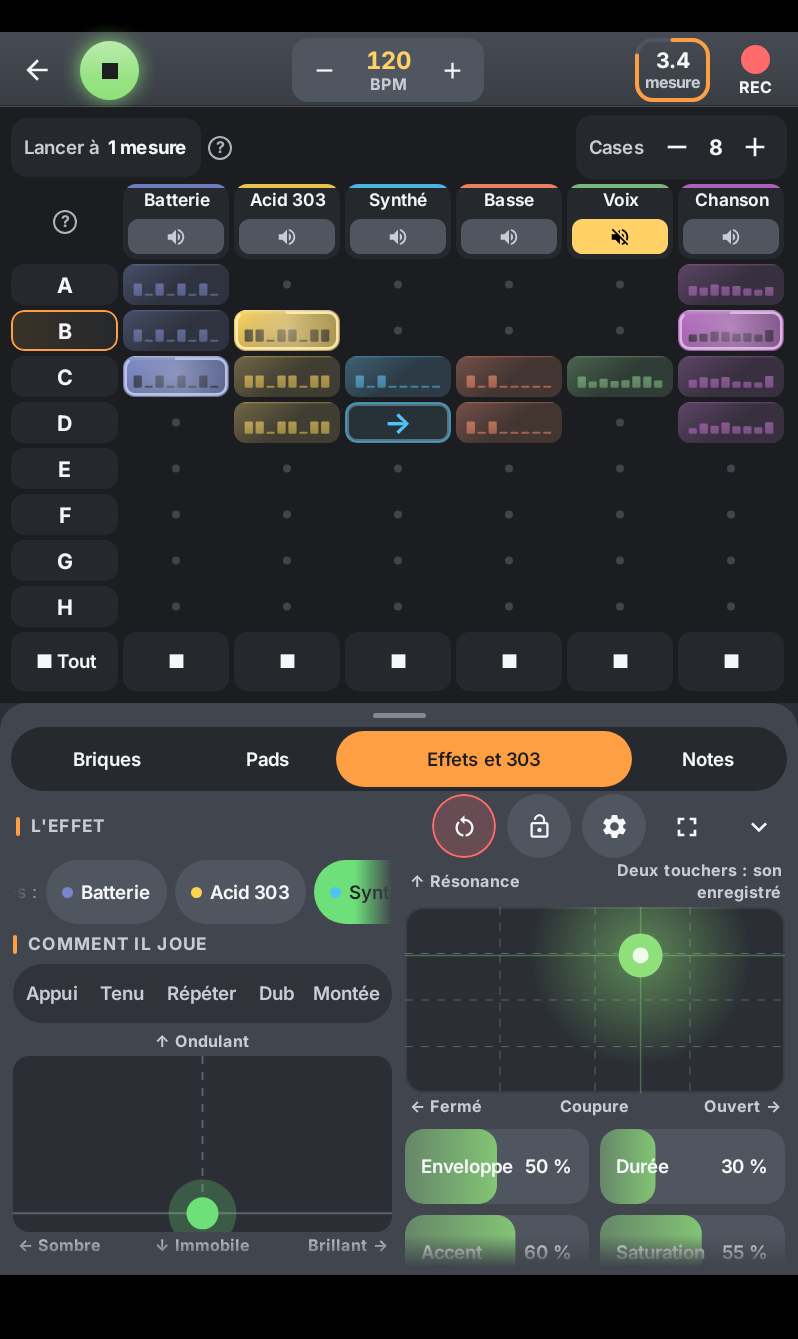 120
BPM
3.4
mesure
REC
Lancer à 1 mesure ?
Cases 8
? Batterie Acid 303 Synthé Basse Voix Chanson
A
B
C
D
E
F
G
H
Tout
Briques Pads Effets et 303 Notes
L'EFFET
Batterie Acid 303 Synt
COMMENT IL JOUE
Appui Tenu Répéter Dub Montée
↑ Ondulant
← Sombre ↓ Immobile Brillant →
↑ Résonance
Deux touchers : son
enregistré
← Fermé Coupure Ouvert →
Enveloppe 50 % Durée 30 %
Accent 60 % Saturation 55 %